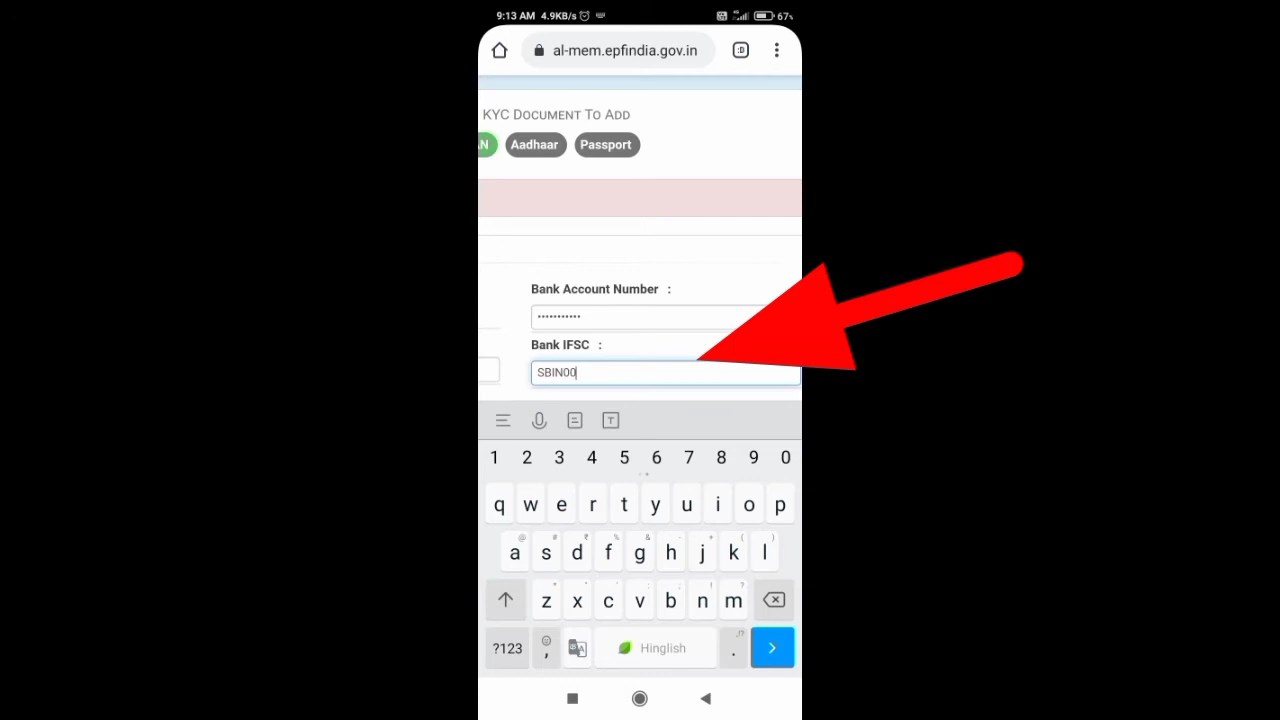 9:13 AM 4.9KB/s 67%
al-mem.epfindia.gov.in :D
KYC DOCUMENT TO ADD
AN Aadhaar Passport
Bank Account Number :
•••••••••••
Bank IFSC :
SBIN00
T
1 2 3 4 5 6 7 8 9 0
q w e r t y u i o p
@ # ₹ % & - + ( )
a s d f g h j k l
* " ' : ; ! ?
z x c v b n m
,!?
?123 , Hinglish .